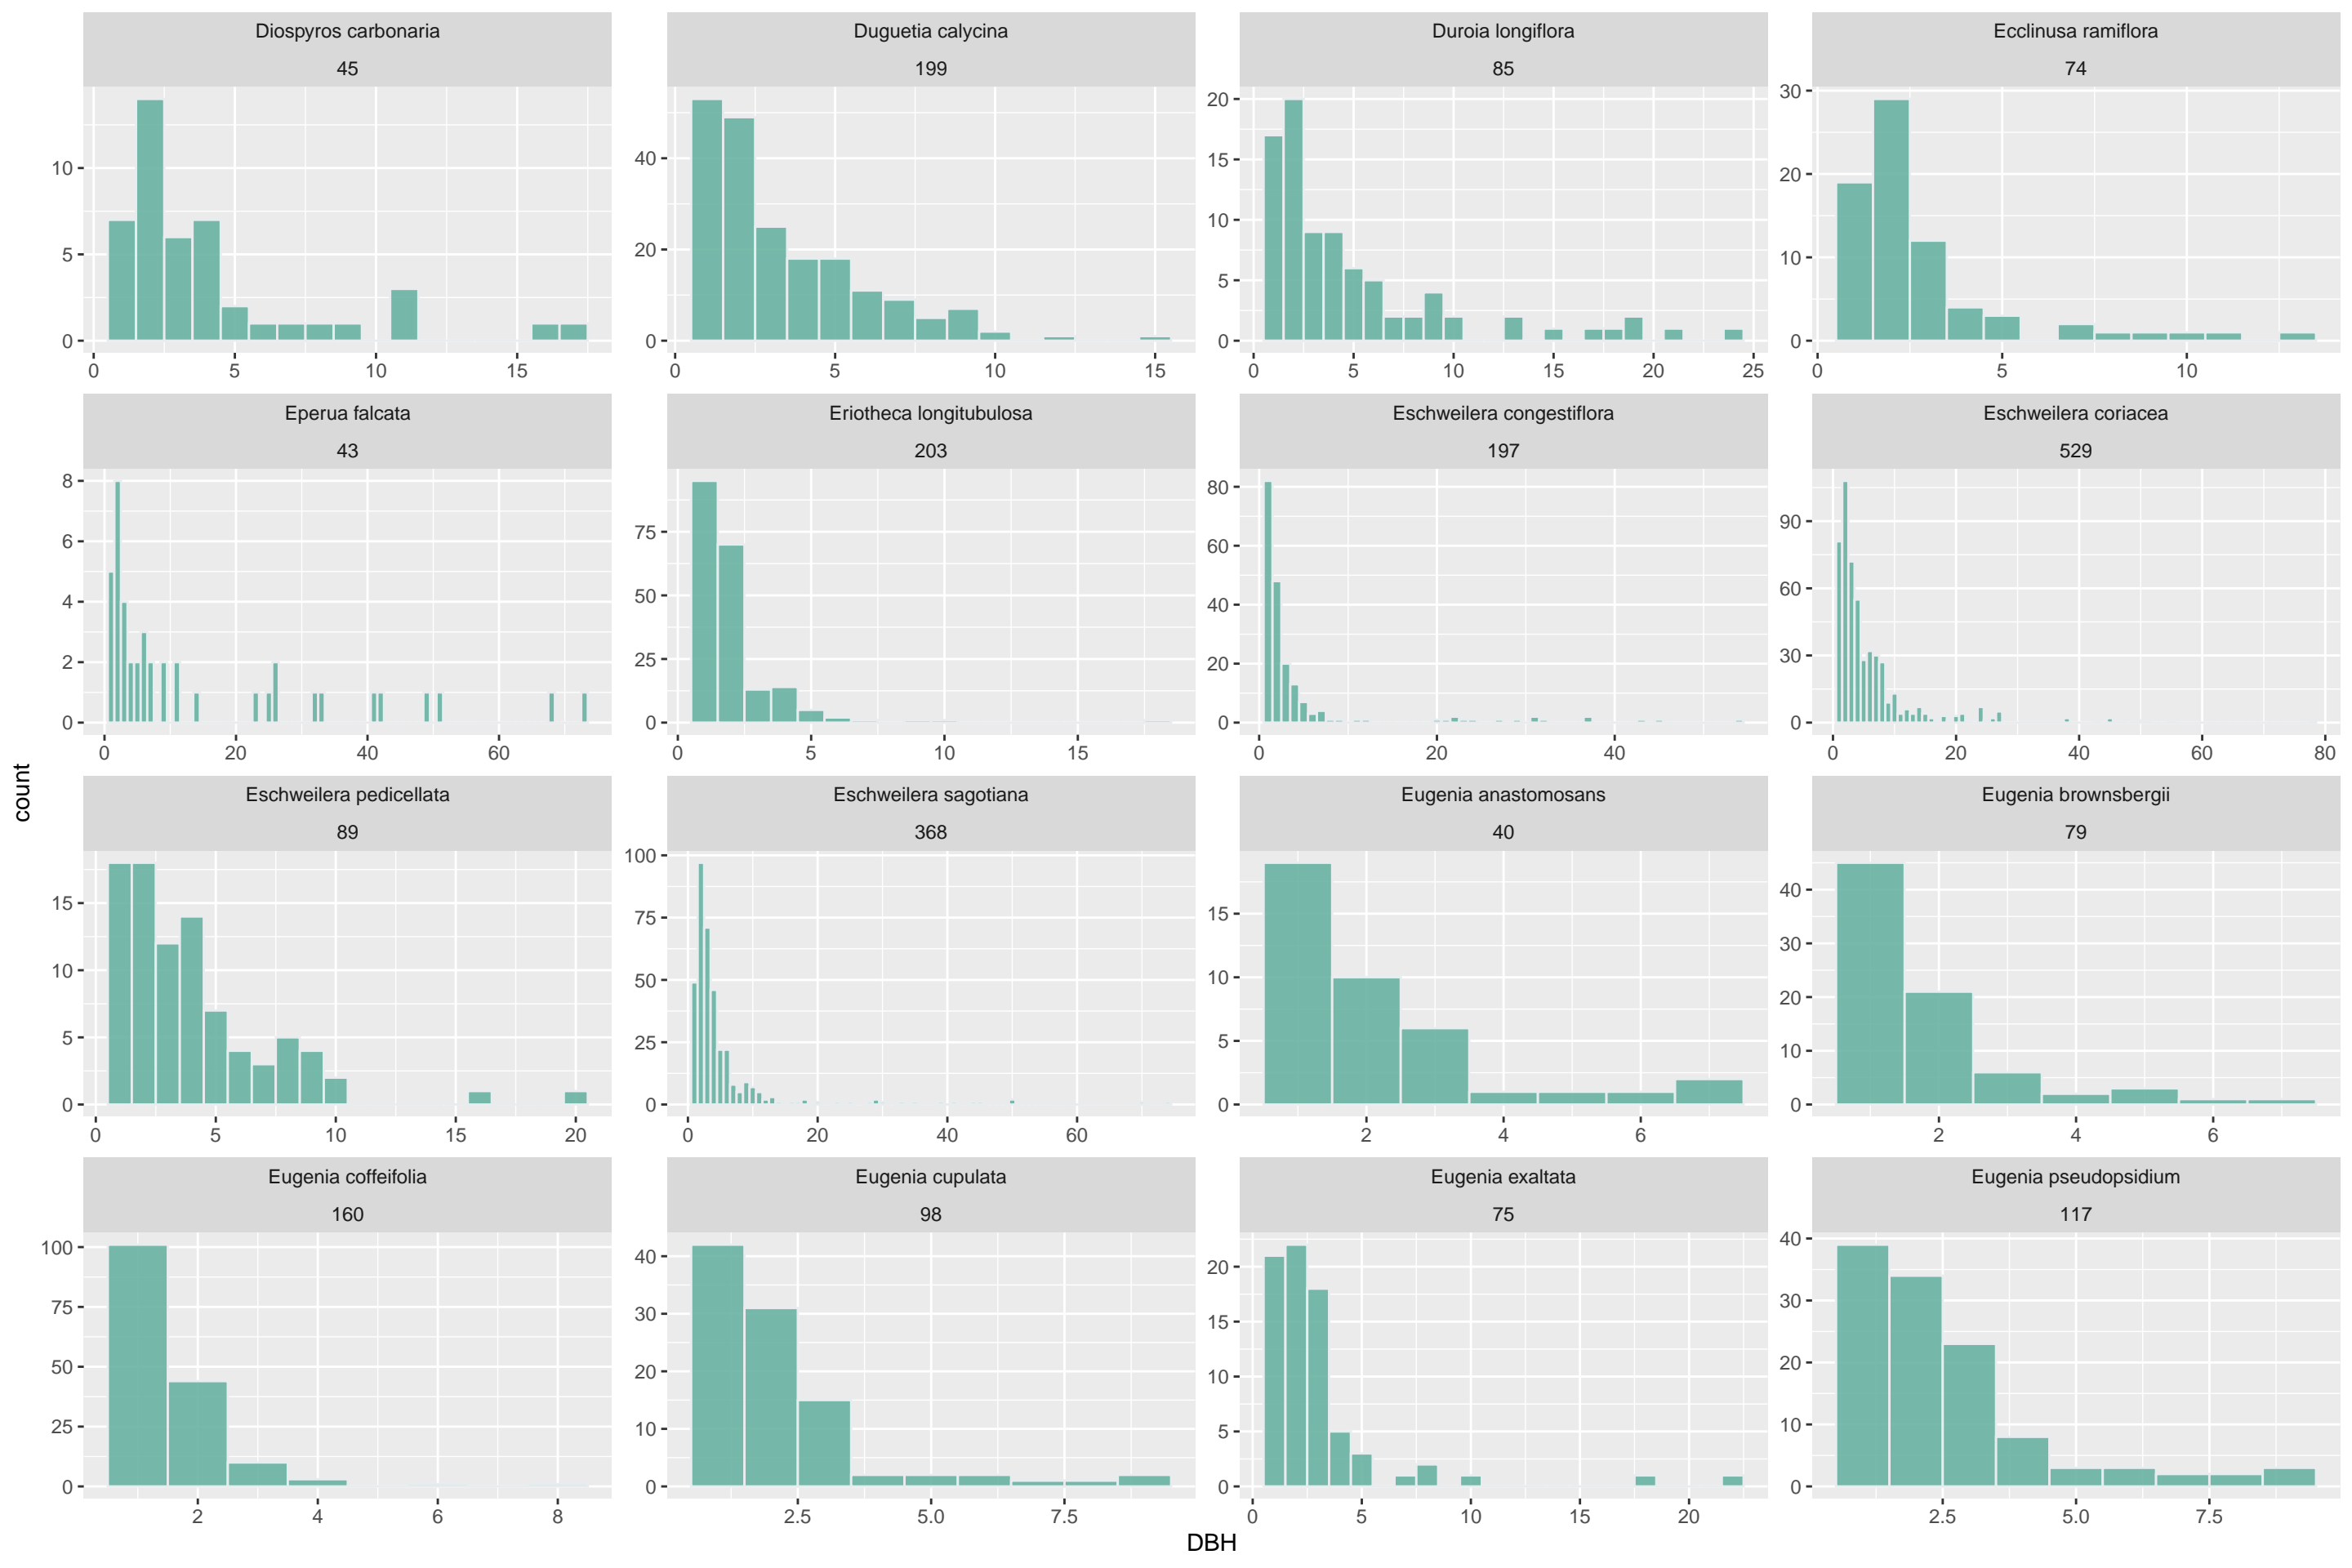 Diospyros carbonaria
45
10
5
0
0 5 10 15
Duguetia calycina
199
40
20
0
0 5 10 15
Duroia longiflora
85
20
15
10
5
0
0 5 10 15 20 25
Ecclinusa ramiflora
74
30
20
10
0
0 5 10
Eperua falcata
43
8
6
4
2
0
0 20 40 60
Eriotheca longitubulosa
203
75
50
25
0
0 5 10 15
Eschweilera congestiflora
197
80
60
40
20
0
0 20 40
Eschweilera coriacea
529
90
60
30
0
0 20 40 60 80
Eschweilera pedicellata
89
15
10
5
0
0 5 10 15 20
Eschweilera sagotiana
368
100
75
50
25
0
0 20 40 60
Eugenia anastomosans
40
15
10
5
0
2 4 6
Eugenia brownsbergii
79
40
30
20
10
0
2 4 6
Eugenia coffeifolia
160
100
75
50
25
0
2 4 6 8
Eugenia cupulata
98
40
30
20
10
0
2.5 5.0 7.5
Eugenia exaltata
75
20
15
10
5
0
0 5 10 15 20
Eugenia pseudopsidium
117
40
30
20
10
0
2.5 5.0 7.5
count
DBH